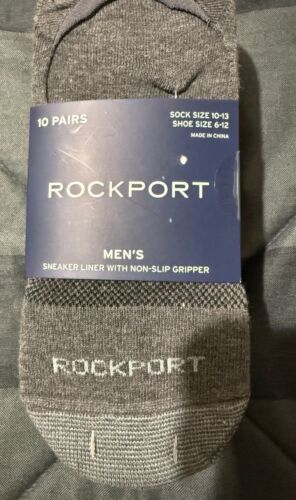 10 PAIRS
SOCK SIZE 10-13
SHOE SIZE 6-12
MADE IN CHINA
ROCKPORT
MEN'S
SNEAKER LINER WITH NON-SLIP GRIPPER
ROCKPORT